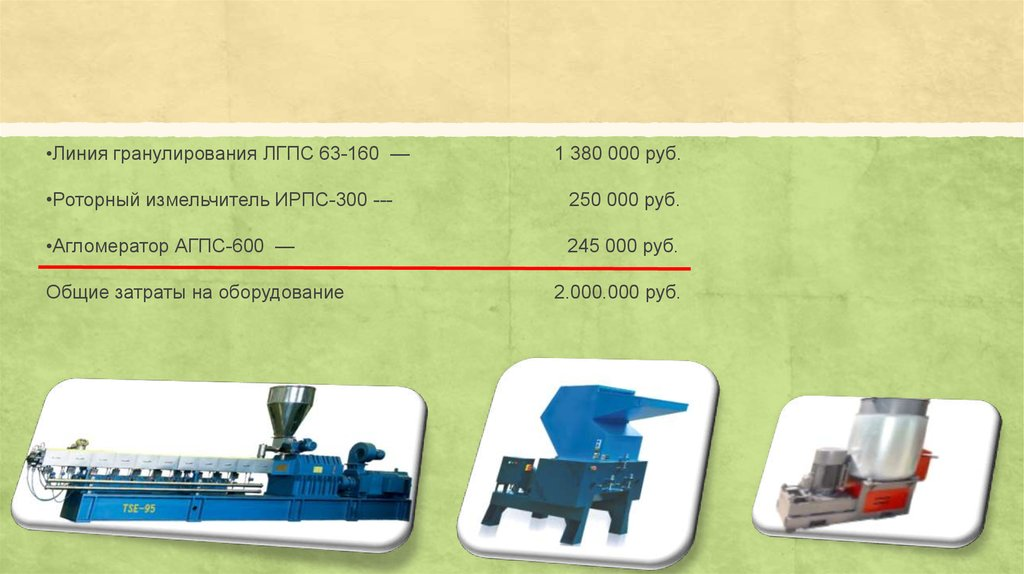 •Линия гранулирования ЛГПС 63-160 — 1 380 000 руб.
•Роторный измельчитель ИРПС-300 --- 250 000 руб.
•Агломератор АГПС-600 — 245 000 руб.
Общие затраты на оборудование 2.000.000 руб.
TSE-95